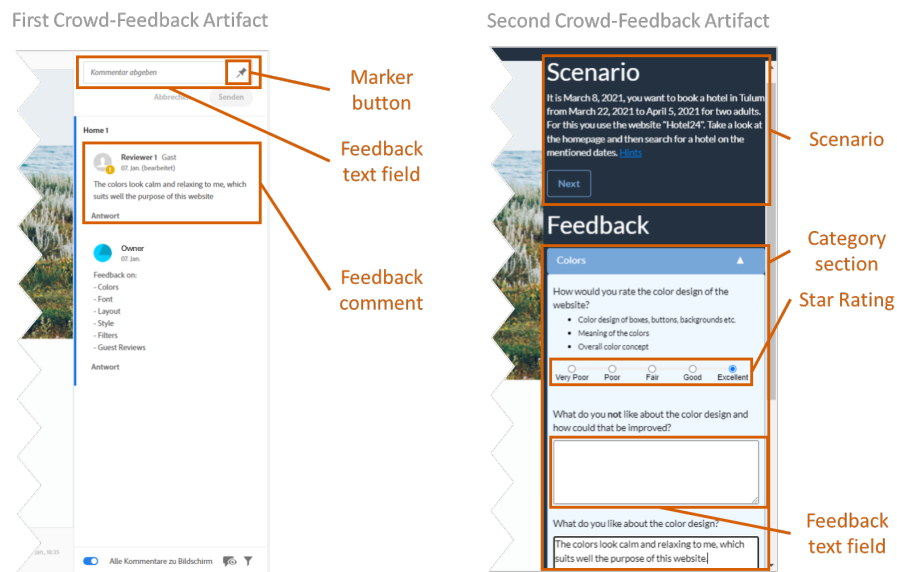 First Crowd-Feedback Artifact
Kommentar abgeben
Abbrechen
Senden
Home 1
Reviewer 1 Gast
07. Jan. (bearbeitet)
The colors look calm and relaxing to me, which
suits well the purpose of this website
Antwort
Owner
07. Jan.
Feedback on:
- Colors
- Font
- Layout
- Style
- Filters
- Guest Reviews
Antwort
Jan, 18:35
Alle Kommentare zu Bildschirm
Marker
button
Feedback
text field
Feedback
comment
Second Crowd-Feedback Artifact
Scenario
It is March 8, 2021, you want to book a hotel in Tulum
from March 22, 2021 to April 5, 2021 for two adults.
For this you use the website "Hotel24". Take a look at
the homepage and then search for a hotel on the
mentioned dates. Hints
Next
Feedback
Colors
How would you rate the color design of the
website?
• Color design of boxes, buttons, backgrounds etc.
• Meaning of the colors
• Overall color concept
Very Poor Poor Fair Good Excellent
What do you not like about the color design and
how could that be improved?
What do you like about the color design?
The colors look calm and relaxing to me, which
suits well the purpose of this website.
Scenario
Category
section
Star Rating
Feedback
text field